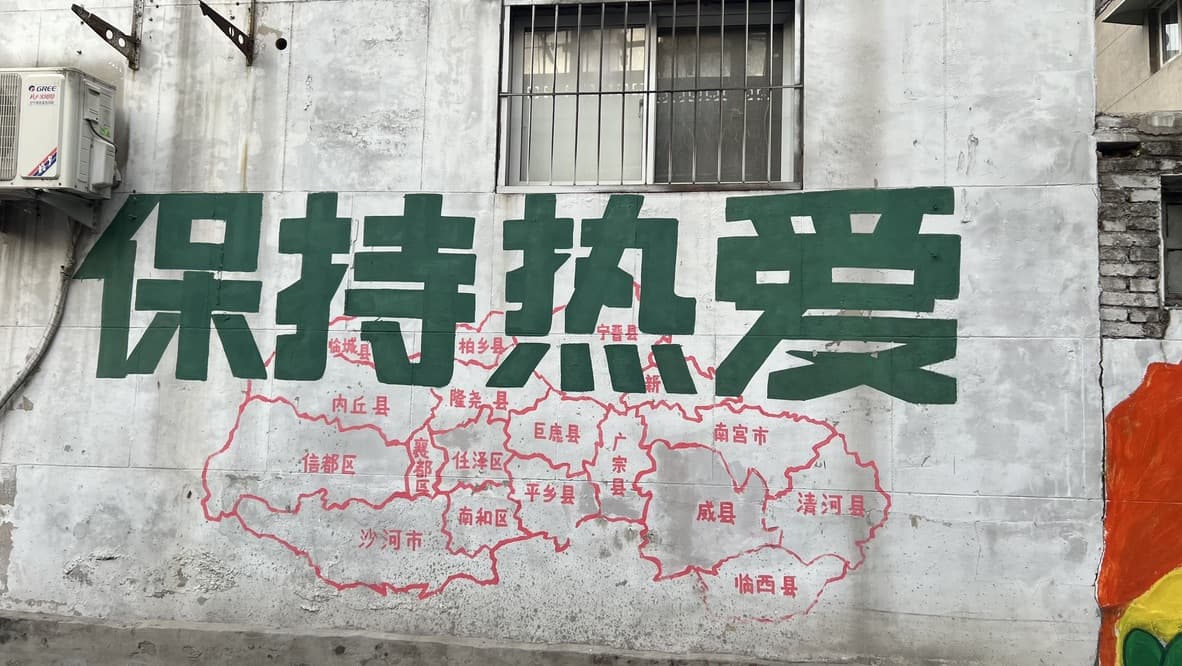 GREE
保持热爱
宁晋县
临城县
柏乡县
新
内丘县
隆尧县
巨鹿县
广宗县
南宫市
信都区
襄都区
任泽区
平乡县
南和区
威县
清河县
沙河市
临西县